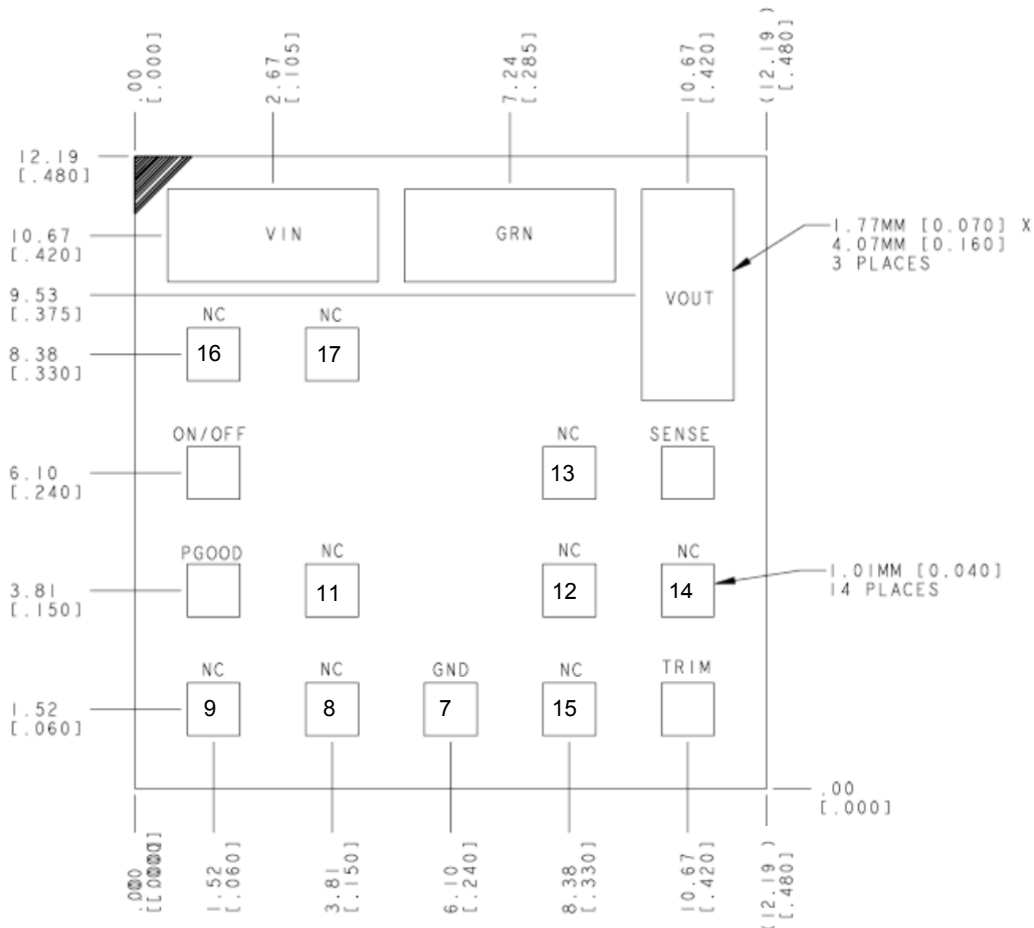 .00
[.000]
2.67
[.105]
7.24
[.285]
10.67
[.420]
(12.19 )
[.480]
12.19
[.480]
10.67
[.420]
VIN
GRN
1.77MM [0.070] X
4.07MM [0.160]
3 PLACES
9.53
[.375]
VOUT
NC
NC
8.38
[.330]
16
17
ON/OFF
NC
SENSE
6.10
[.240]
13
PGOOD
NC
NC
NC
3.81
[.150]
11
12
14
1.01MM [0.040]
14 PLACES
NC
NC
GND
NC
TRIM
1.52
[.060]
9
8
7
15
.00
[.000]
1.52
[.060]
3.81
[.150]
6.10
[.240]
8.38
[.330]
10.67
[.420]
(12.19 )
[.480]